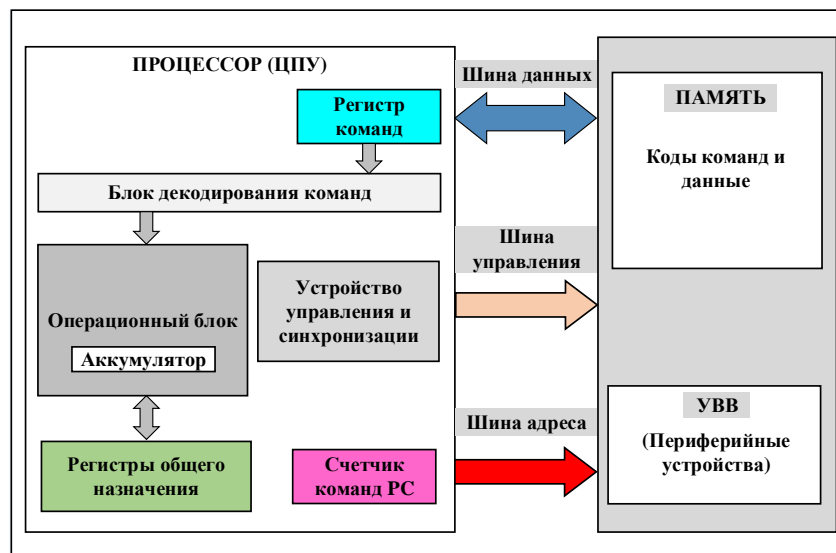 ПРОЦЕССОР (ЦПУ)
Регистр
команд
Блок декодирования команд
Операционный блок
Аккумулятор
Устройство
управления и
синхронизации
Регистры общего
назначения
Счетчик
команд РС
Шина данных
Шина
управления
Шина адреса
ПАМЯТЬ
Коды команд и
данные
УВВ
(Периферийные
устройства)